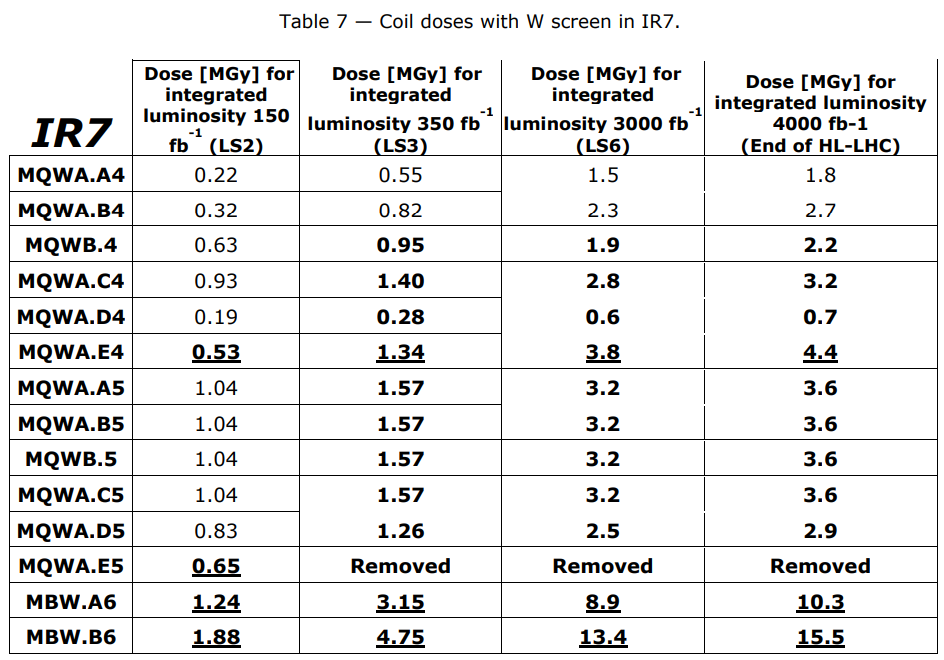 Table 7 — Coil doses with W screen in IR7.
IR7 | Dose [MGy] for integrated luminosity 150 fb-1 (LS2) | Dose [MGy] for integrated luminosity 350 fb-1 (LS3) | Dose [MGy] for integrated luminosity 3000 fb-1 (LS6) | Dose [MGy] for integrated luminosity 4000 fb-1 (End of HL-LHC)
MQWA.A4 | 0.22 | 0.55 | 1.5 | 1.8
MQWA.B4 | 0.32 | 0.82 | 2.3 | 2.7
MQWB.4 | 0.63 | 0.95 | 1.9 | 2.2
MQWA.C4 | 0.93 | 1.40 | 2.8 | 3.2
MQWA.D4 | 0.19 | 0.28 | 0.6 | 0.7
MQWA.E4 | 0.53 | 1.34 | 3.8 | 4.4
MQWA.A5 | 1.04 | 1.57 | 3.2 | 3.6
MQWA.B5 | 1.04 | 1.57 | 3.2 | 3.6
MQWB.5 | 1.04 | 1.57 | 3.2 | 3.6
MQWA.C5 | 1.04 | 1.57 | 3.2 | 3.6
MQWA.D5 | 0.83 | 1.26 | 2.5 | 2.9
MQWA.E5 | 0.65 | Removed | Removed | Removed
MBW.A6 | 1.24 | 3.15 | 8.9 | 10.3
MBW.B6 | 1.88 | 4.75 | 13.4 | 15.5